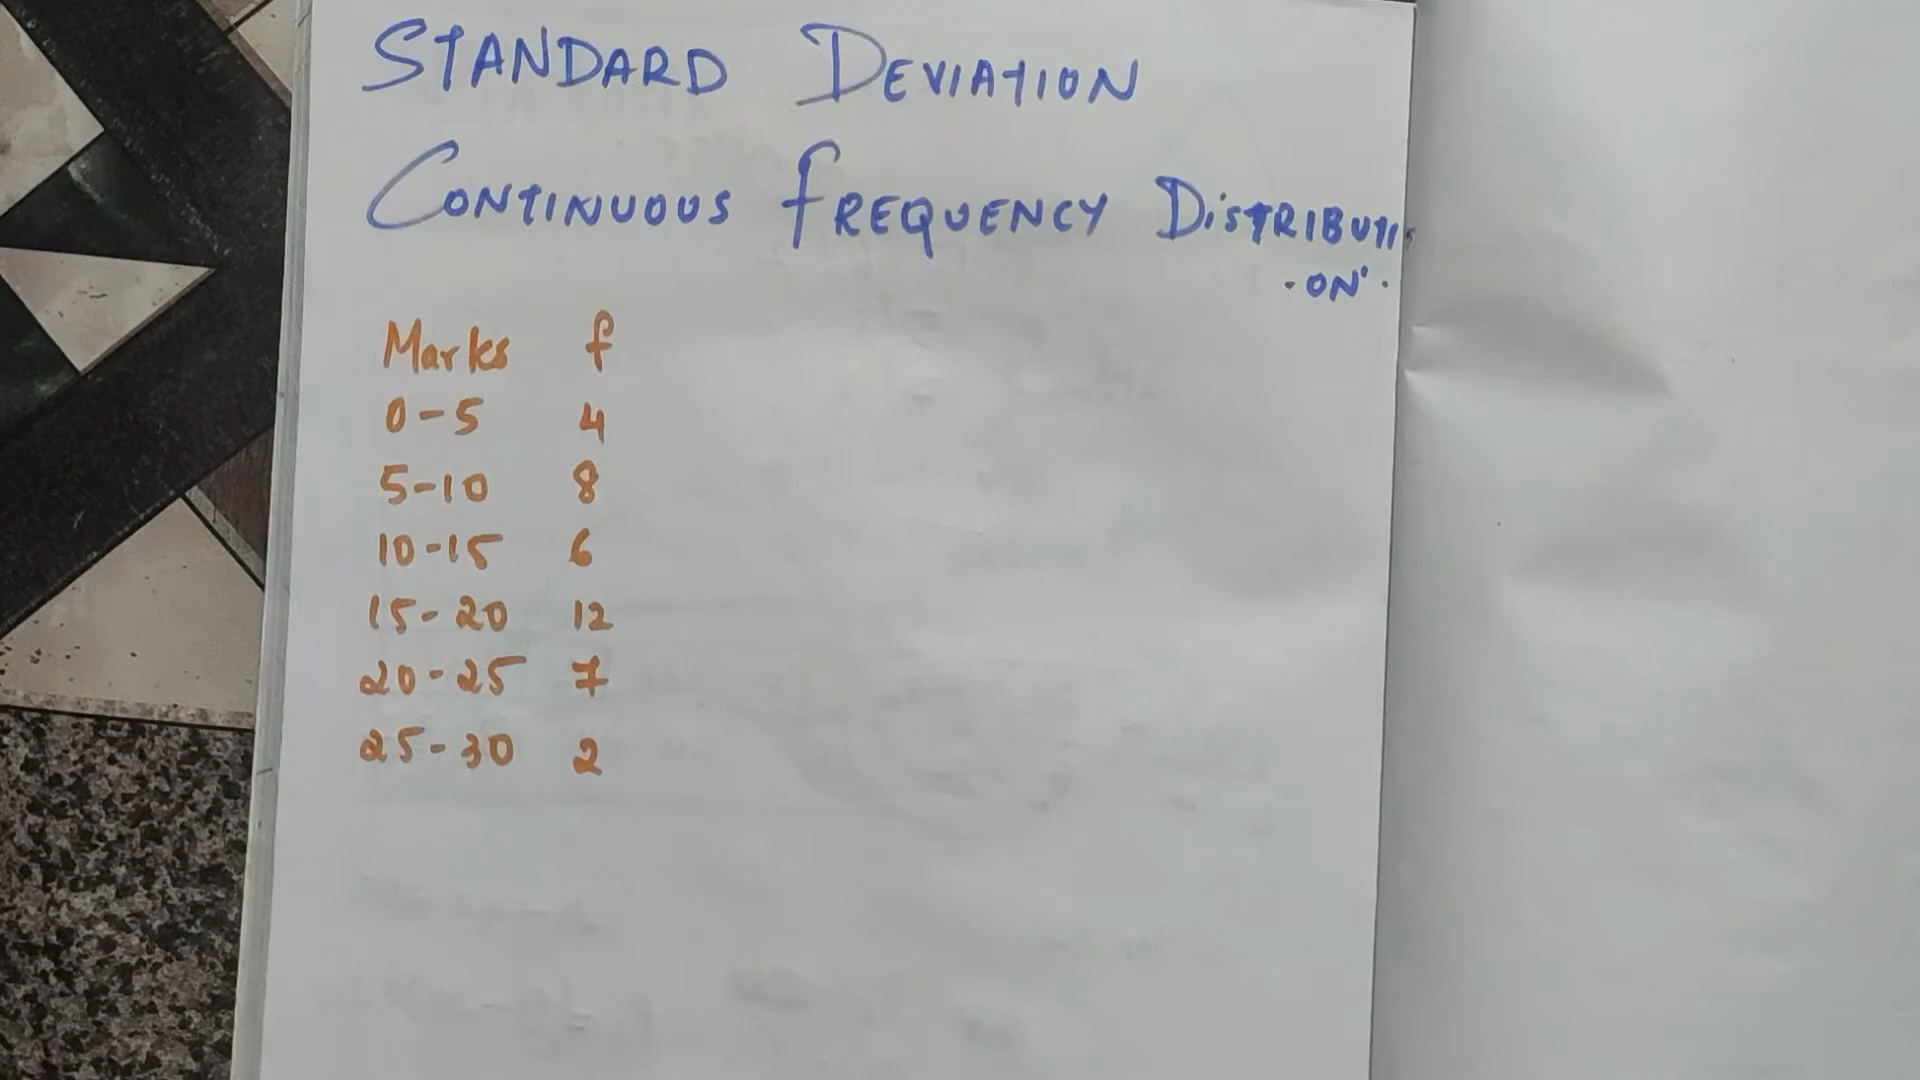 STANDARD DEVIATION
CONTINUOUS fREQUENCY DISTRIBUTI
-ON.
Marks f
0-5 4
5-10 8
10-15 6
15-20 12
20-25 7
25-30 2